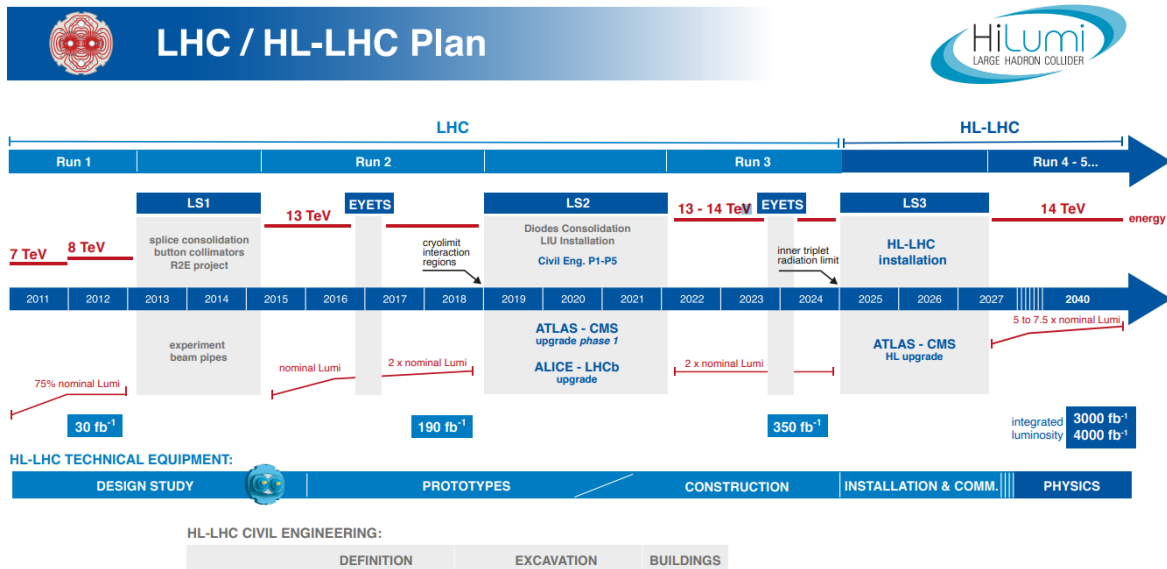 LHC / HL-LHC Plan
HiLumi
LARGE HADRON COLLIDER
LHC
HL-LHC
Run 1
Run 2
Run 3
Run 4 - 5...
LS1
EYETS
LS2
EYETS
LS3
7 TeV
8 TeV
13 TeV
13 - 14 TeV
14 TeV
energy
splice consolidation
button collimators
R2E project
cryolimit
interaction
regions
Diodes Consolidation
LIU Installation
Civil Eng. P1-P5
inner triplet
radiation limit
HL-LHC
installation
2011
2012
2013
2014
2015
2016
2017
2018
2019
2020
2021
2022
2023
2024
2025
2026
2027
2040
75% nominal Lumi
experiment
beam pipes
nominal Lumi
2 x nominal Lumi
ATLAS - CMS
upgrade phase 1
ALICE - LHCb
upgrade
2 x nominal Lumi
ATLAS - CMS
HL upgrade
5 to 7.5 x nominal Lumi
30 fb⁻¹
190 fb⁻¹
350 fb⁻¹
integrated
luminosity
3000 fb⁻¹
4000 fb⁻¹
HL-LHC TECHNICAL EQUIPMENT:
DESIGN STUDY
PROTOTYPES
CONSTRUCTION
INSTALLATION & COMM.
PHYSICS
HL-LHC CIVIL ENGINEERING:
DEFINITION
EXCAVATION
BUILDINGS